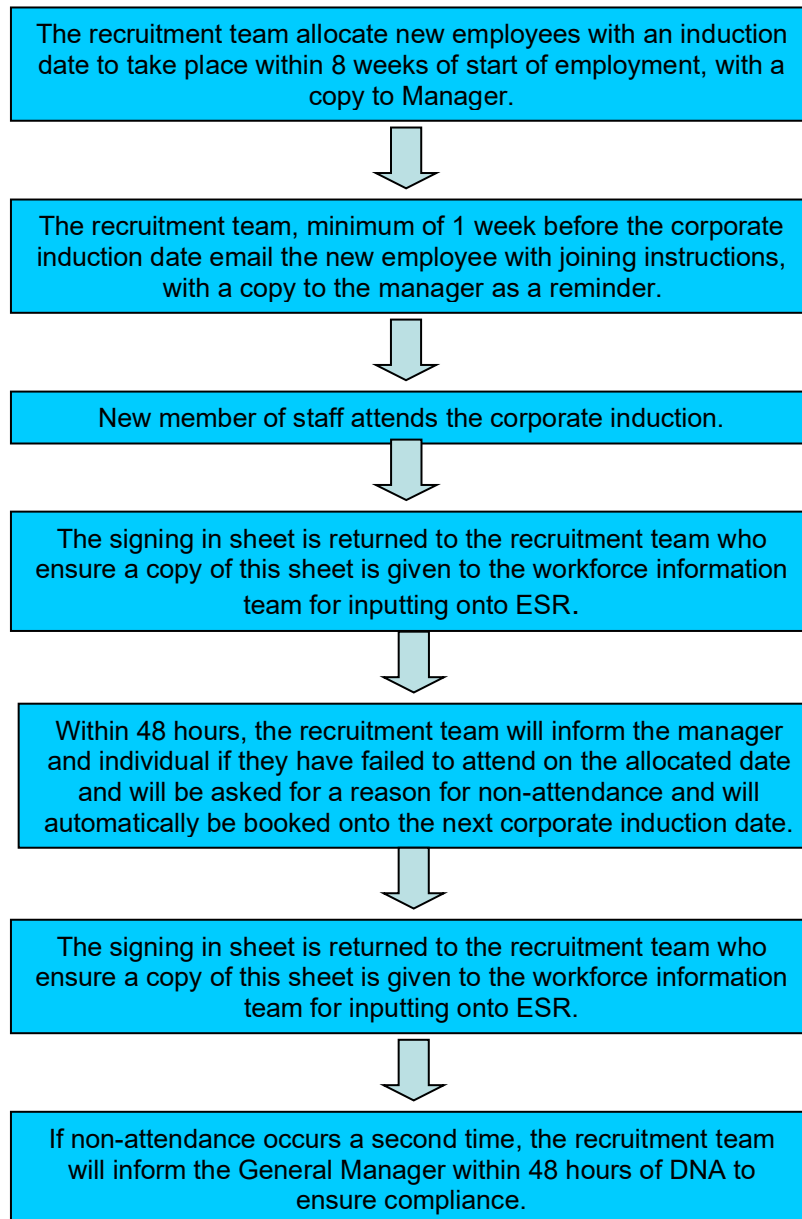 The recruitment team allocate new employees with an induction
date to take place within 8 weeks of start of employment, with a
copy to Manager.
The recruitment team, minimum of 1 week before the corporate
induction date email the new employee with joining instructions,
with a copy to the manager as a reminder.
New member of staff attends the corporate induction.
The signing in sheet is returned to the recruitment team who
ensure a copy of this sheet is given to the workforce information
team for inputting onto ESR.
Within 48 hours, the recruitment team will inform the manager
and individual if they have failed to attend on the allocated date
and will be asked for a reason for non-attendance and will
automatically be booked onto the next corporate induction date.
The signing in sheet is returned to the recruitment team who
ensure a copy of this sheet is given to the workforce information
team for inputting onto ESR.
If non-attendance occurs a second time, the recruitment team
will inform the General Manager within 48 hours of DNA to
ensure compliance.